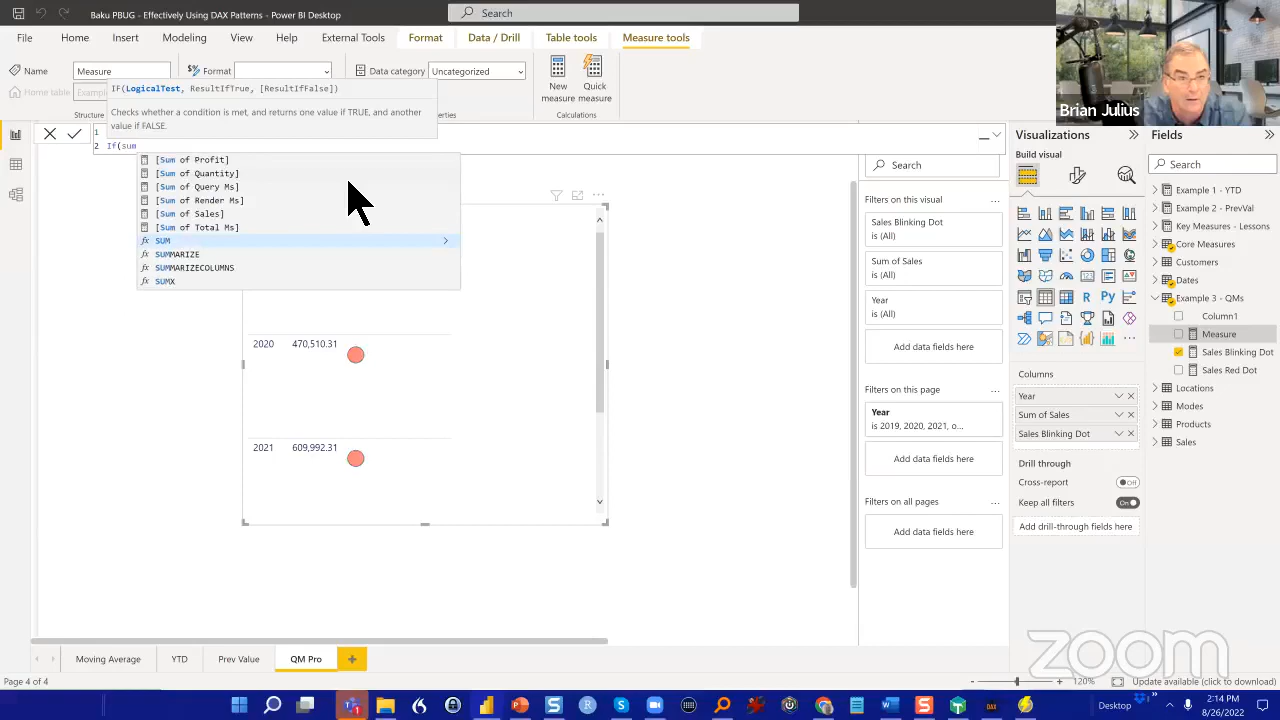 Baku PBUG - Effectively Using DAX Patterns - Power BI Desktop
Search
Brian Julius
File Home Insert Modeling View Help External Tools Format Data / Drill Table tools Measure tools
Name Measure Format Data category Uncategorized
Home table
Structure
New measure
Quick measure
Calculations
IF(LogicalTest, ResultIfTrue, [ResultIfFalse])
Checks whether a condition is met, and returns one value if TRUE, and another
value if FALSE.
1
2 If(sum
[Sum of Profit]
[Sum of Quantity]
[Sum of Query Ms]
[Sum of Render Ms]
[Sum of Sales]
[Sum of Total Ms]
SUM
SUMMARIZE
SUMMARIZECOLUMNS
SUMX
2020 470,510.31
2021 609,992.31
Search
Filters on this visual
Sales Blinking Dot
is (All)
Sum of Sales
is (All)
Year
is (All)
Add data fields here
Filters on this page
Year
is 2019, 2020, 2021, o...
Add data fields here
Filters on all pages
Add data fields here
Visualizations
Build visual
Columns
Year
Sum of Sales
Sales Blinking Dot
Drill through
Cross-report Off
Keep all filters On
Add drill-through fields here
Fields
Search
Example 1 - YTD
Example 2 - PrevVal
Key Measures - Lessons
Core Measures
Customers
Dates
Example 3 - QMs
Column1
Measure
Sales Blinking Dot
Sales Red Dot
Locations
Modes
Products
Sales
Moving Average YTD Prev Value QM Pro
Page 4 of 4
120%
Update available (click to download)
zoom
Desktop
2:14 PM
8/26/2022